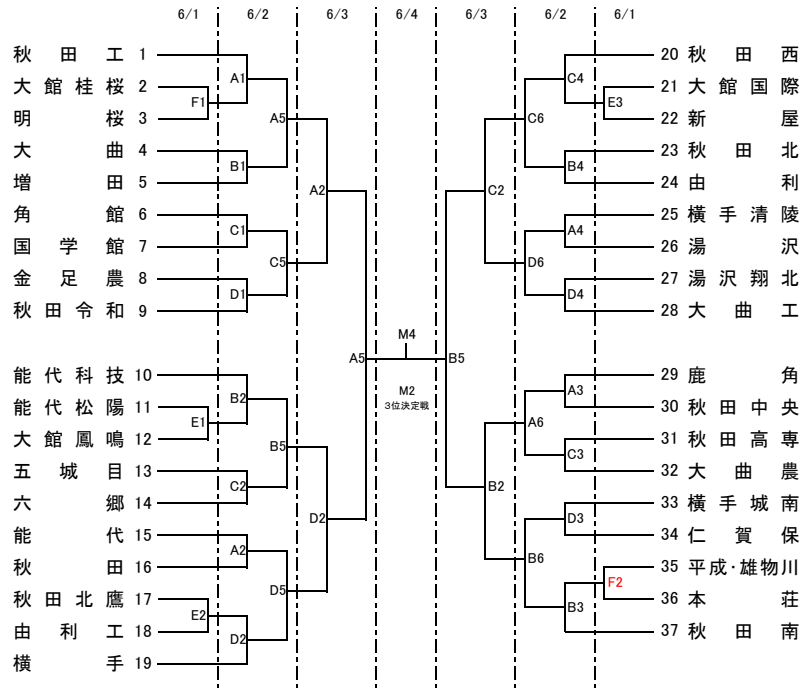 6/1 6/2 6/3 6/4 6/3 6/2 6/1
秋田工 1
20 秋田西
大館桂桜 2
21 大館国際
明桜 3
22 新屋
大曲 4
23 秋田北
増田 5
24 由利
角館 6
25 横手清陵
国学館 7
26 湯沢
金足農 8
27 湯沢翔北
秋田令和 9
28 大曲工
能代科技 10
29 鹿角
能代松陽 11
30 秋田中央
大館鳳鳴 12
31 秋田高専
五城目 13
32 大曲農
六郷 14
33 横手城南
能代 15
34 仁賀保
秋田 16
35 平成・雄物川
秋田北鷹 17
36 本荘
由利工 18
37 秋田南
横手 19
F1
A1
A5
B1
A2
C1
C5
D1
A5
B2
E1
B5
C2
D2
A2
D5
E2
D2
M4
M2
3位決定戦
B5
C4
E3
C6
B4
C2
A4
D6
D4
A3
A6
C3
B2
D3
B6
F2
B3